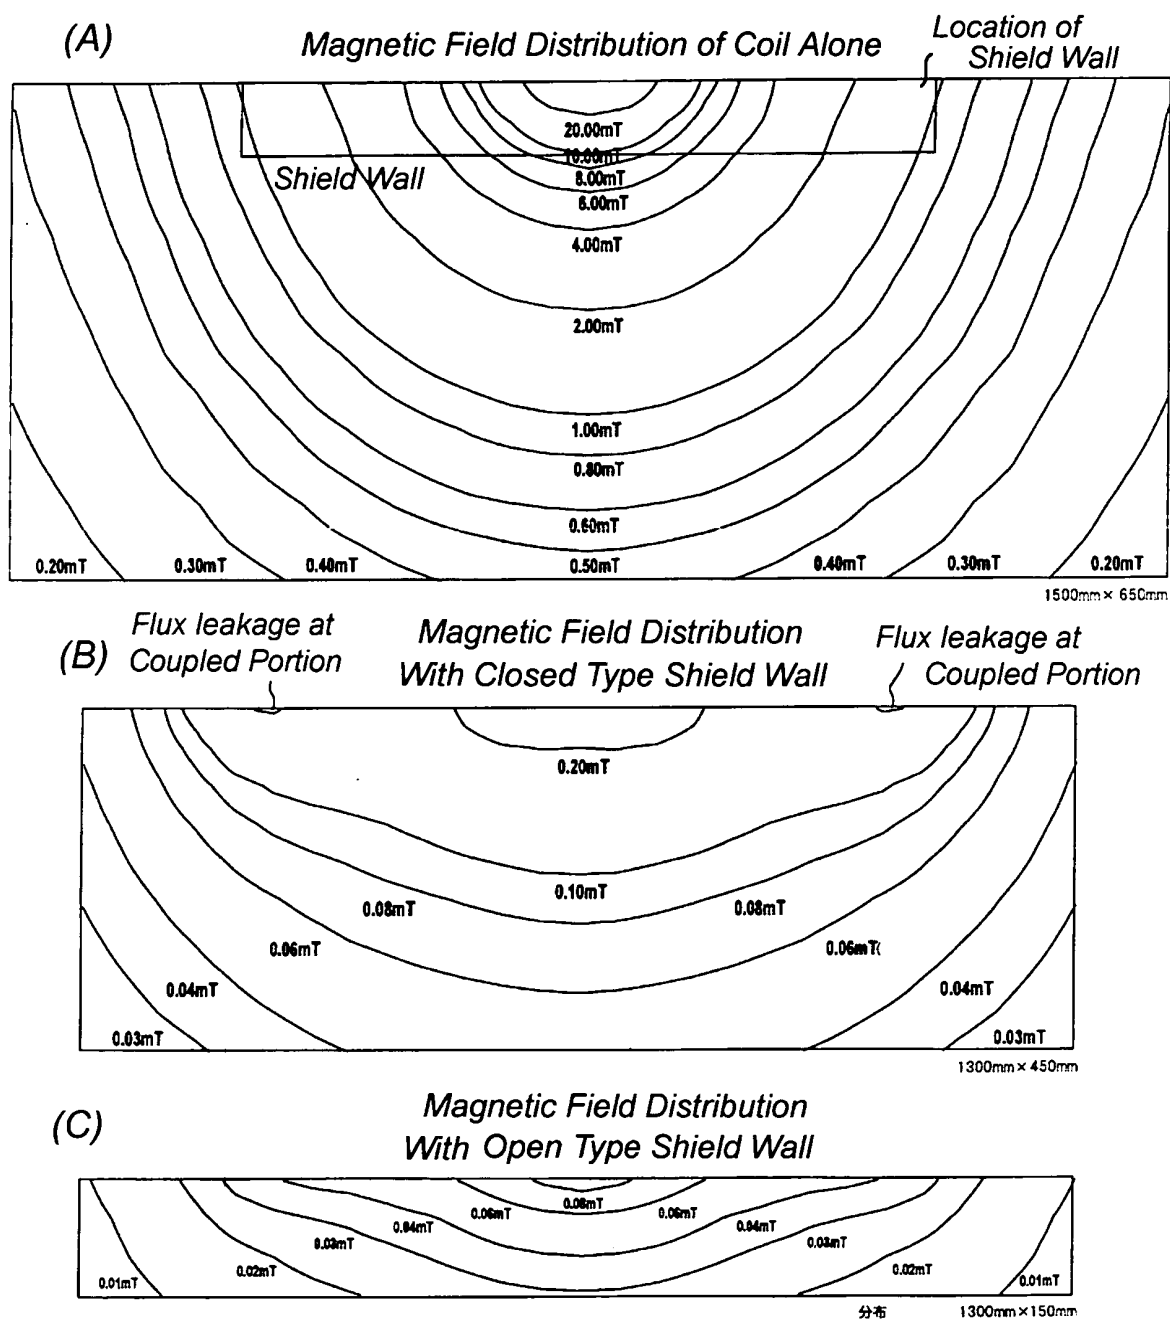 (A)
Magnetic Field Distribution of Coil Alone
Location of
Shield Wall
20.00mT
10.00mT
Shield Wall
8.00mT
6.00mT
4.00mT
2.00mT
1.00mT
0.80mT
0.60mT
0.20mT 0.30mT 0.40mT 0.50mT 0.40mT 0.30mT 0.20mT
1500mm× 650mm
(B)
Flux leakage at
Coupled Portion
Magnetic Field Distribution
With Closed Type Shield Wall
Flux leakage at
Coupled Portion
0.20mT
0.10mT
0.08mT 0.08mT
0.06mT 0.06mT
0.04mT 0.04mT
0.03mT 0.03mT
1300mm×450mm
(C)
Magnetic Field Distribution
With Open Type Shield Wall
0.08mT
0.06mT 0.06mT
0.04mT 0.04mT
0.03mT 0.03mT
0.02mT 0.02mT
0.01mT 0.01mT
分布 1300mm×150mm